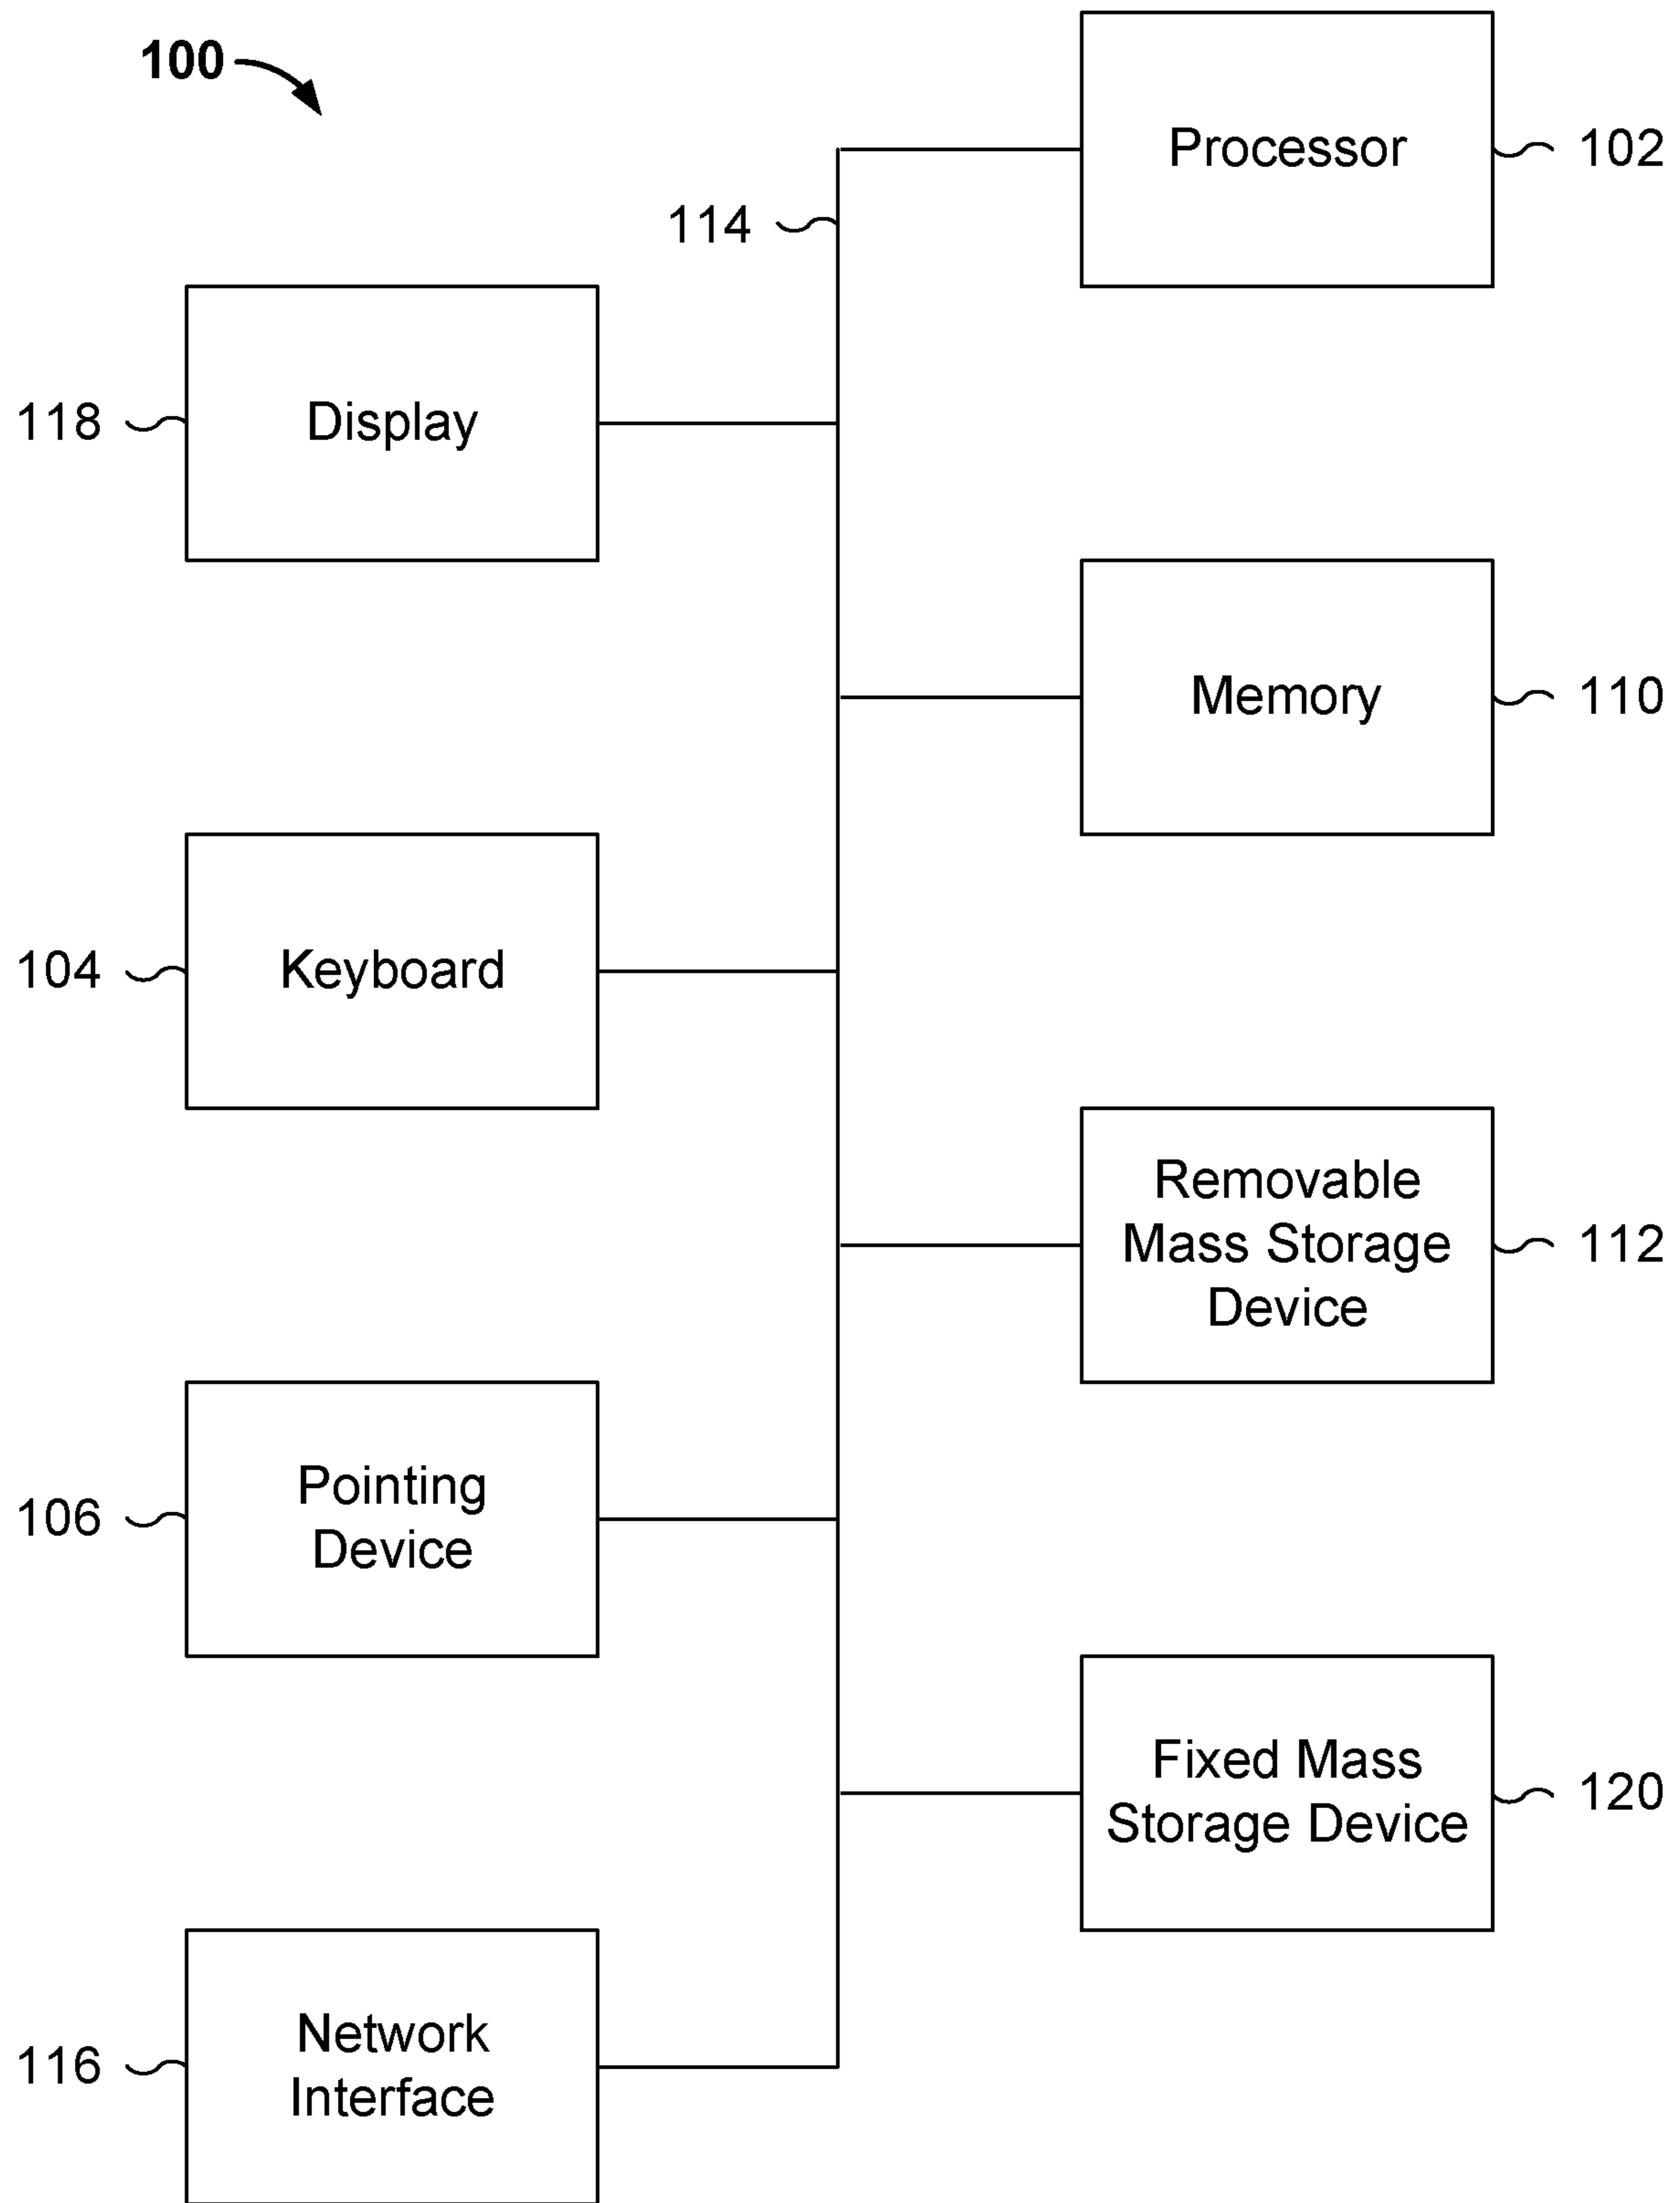 100
Processor
102
114
118
Display
Memory
110
104
Keyboard
Removable
Mass Storage
Device
112
106
Pointing
Device
Fixed Mass
Storage Device
120
116
Network
Interface